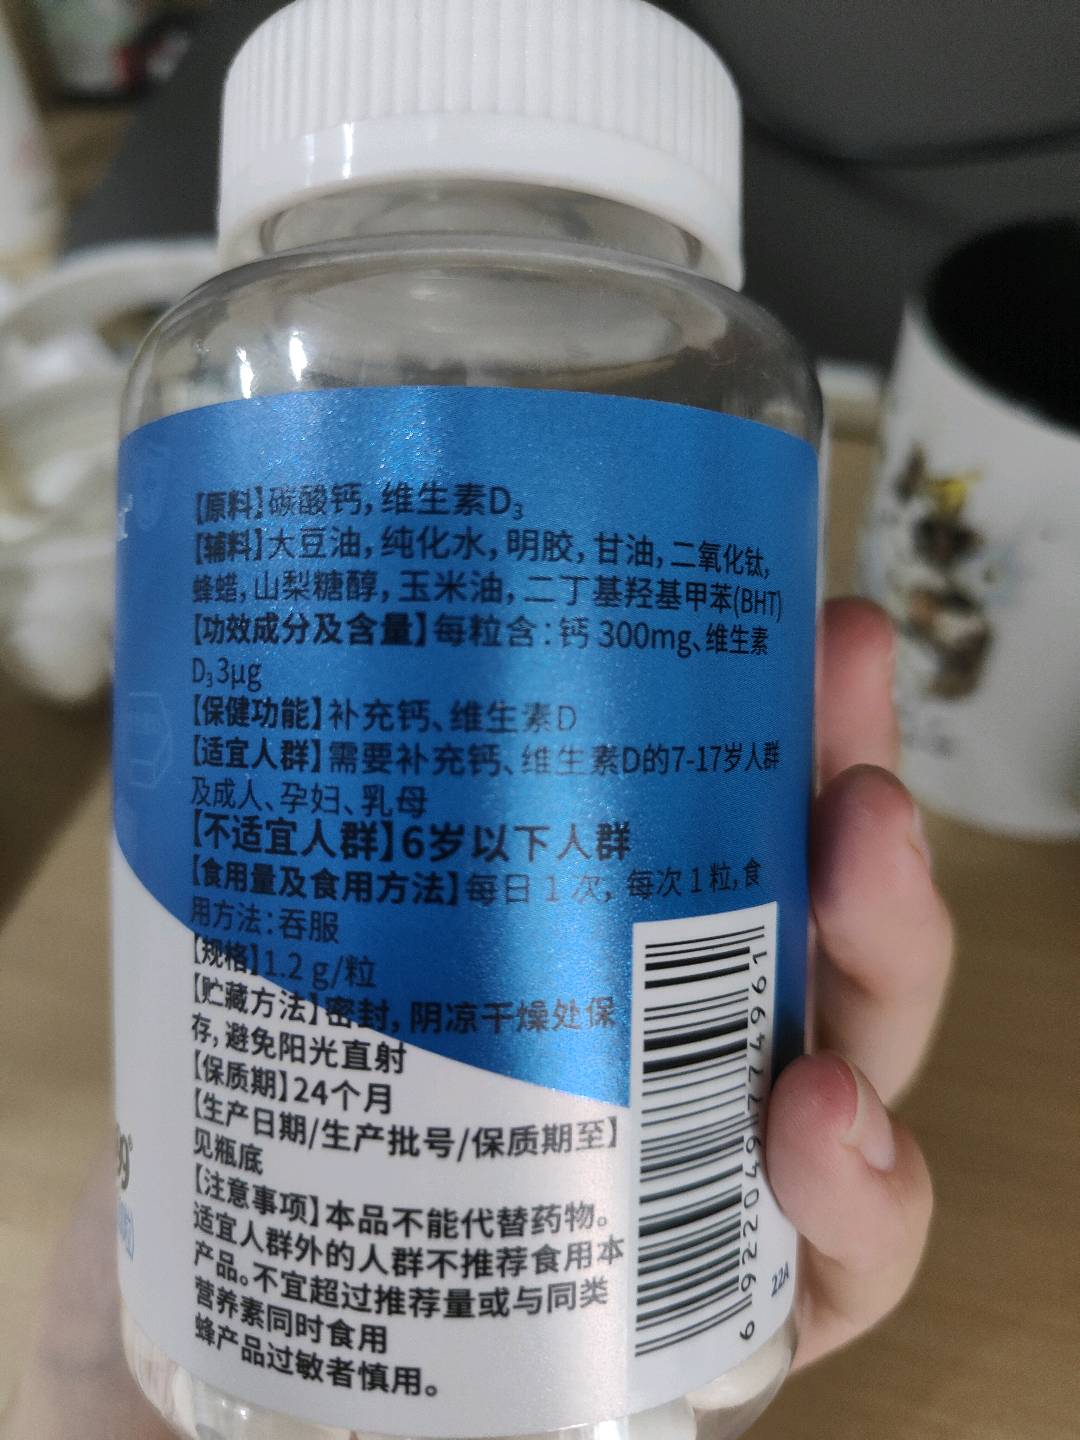 【原料】碳酸钙,维生素D₃
【辅料】大豆油,纯化水,明胶,甘油,二氧化钛,
蜂蜡,山梨糖醇,玉米油,二丁基羟基甲苯(BHT)
【功效成分及含量】每粒含:钙 300mg、维生素
D₃ 3μg
【保健功能】补充钙、维生素D
【适宜人群】需要补充钙、维生素D的7-17岁人群
及成人、孕妇、乳母
【不适宜人群】6岁以下人群
【食用量及食用方法】每日 1 次, 每次 1 粒,食
用方法:吞服
【规格】1.2 g/粒
【贮藏方法】密封, 阴凉干燥处保
存,避免阳光直射
【保质期】24个月
【生产日期/生产批号/保质期至】
见瓶底
【注意事项】本品不能代替药物。
适宜人群外的人群不推荐食用本
产品。不宜超过推荐量或与同类
营养素同时食用
蜂产品过敏者慎用。
22A